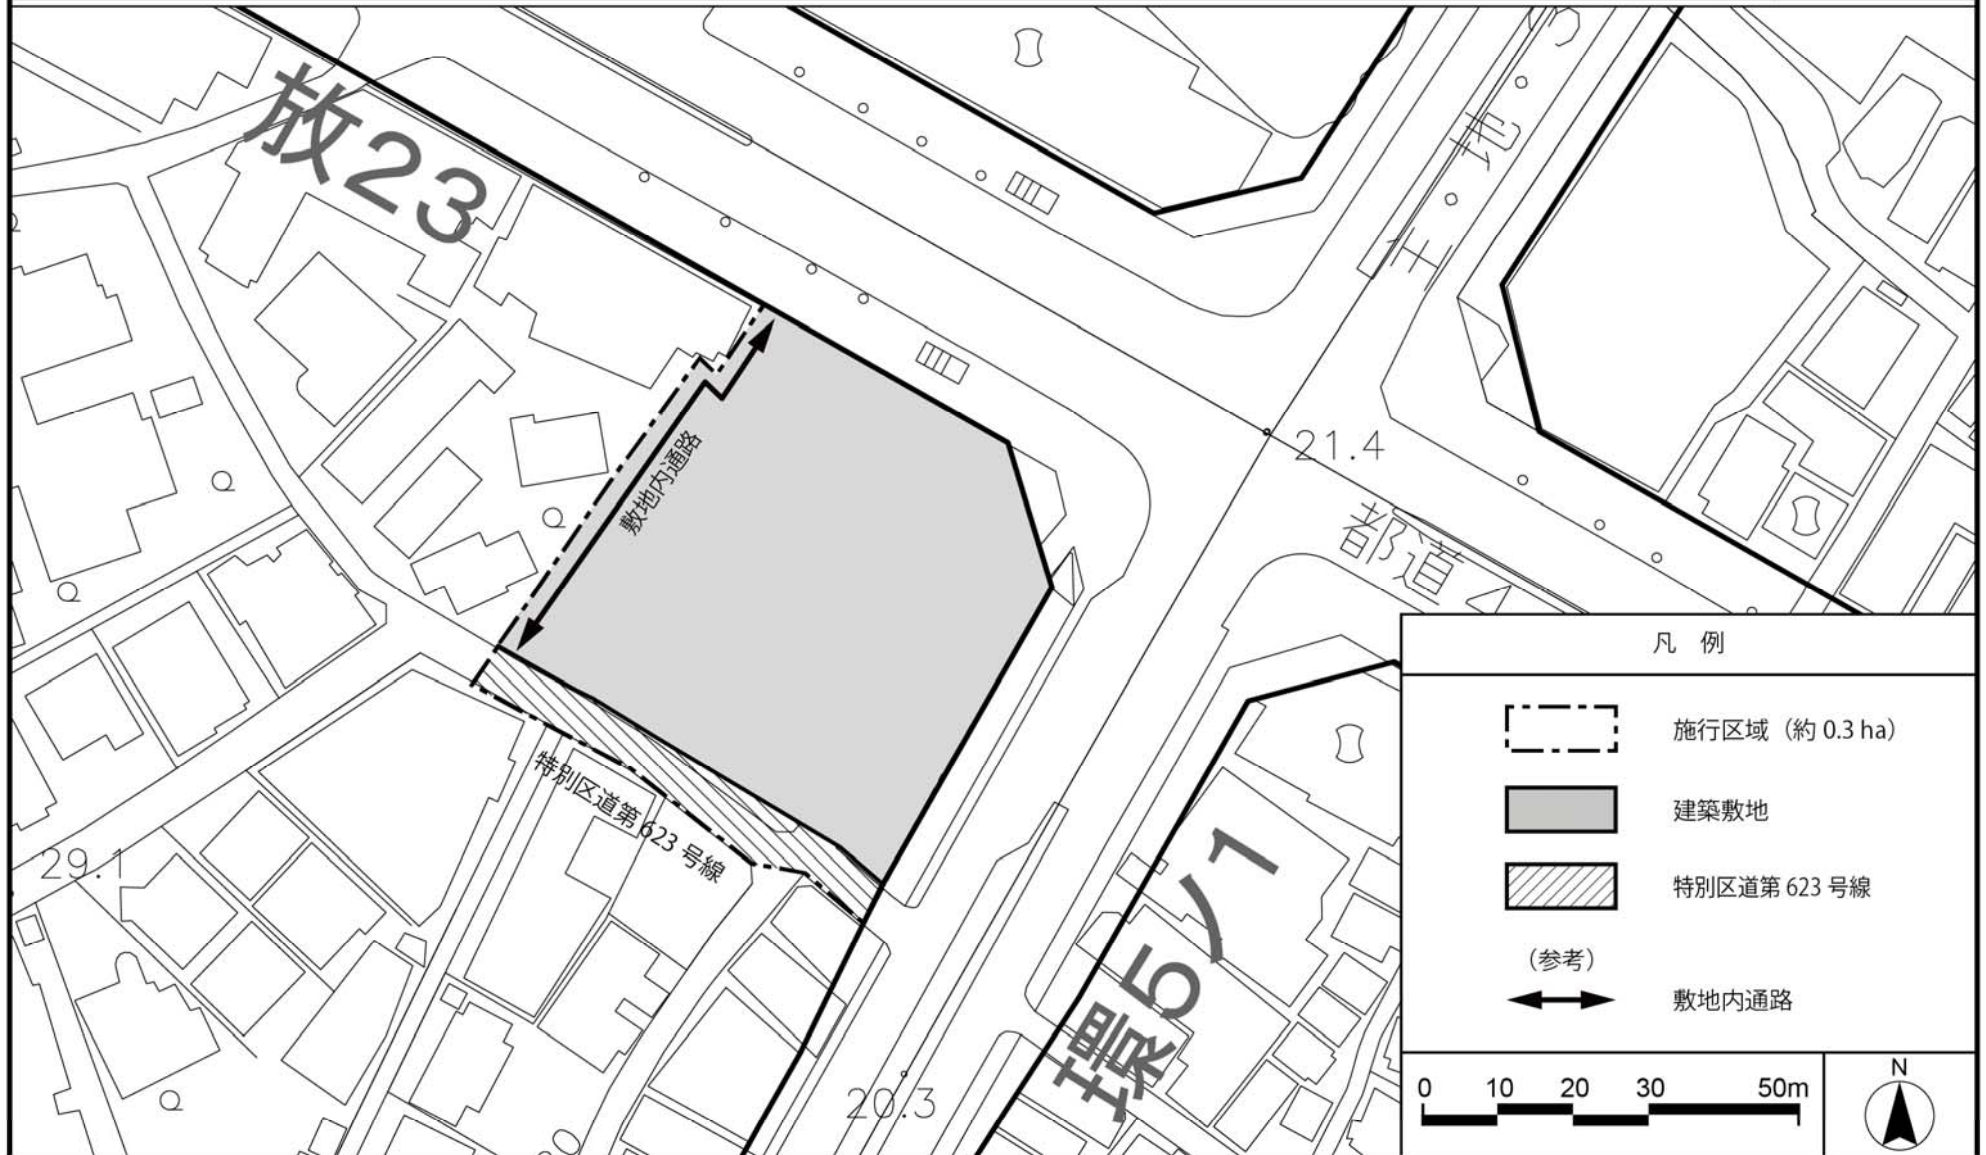 放23
敷地内通路
21.4
都道4
特別区道第 623 号線
29.1
環5ノ1
20.3
凡 例
施行区域（約 0.3 ha）
建築敷地
特別区道第 623 号線
（参考）
敷地内通路
0 10 20 30 50m
N